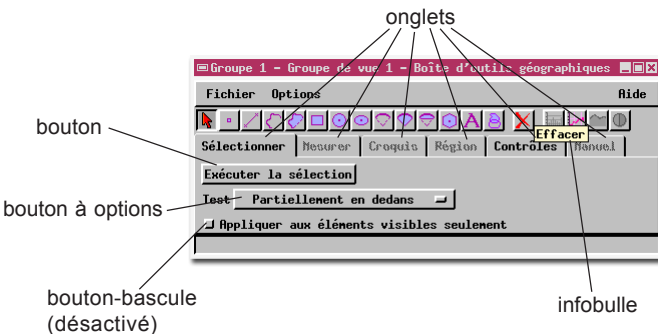 onglets
Groupe 1 - Groupe de vue 1 - Boîte d'outils géographiques
Fichier Options Aide
bouton
Effacer
Sélectionner Mesurer Croquis Région Contrôles Manuel
Exécuter la sélection
bouton à options
Test Partiellement en dedans
Appliquer aux éléments visibles seulement
bouton-bascule
(désactivé)
infobulle